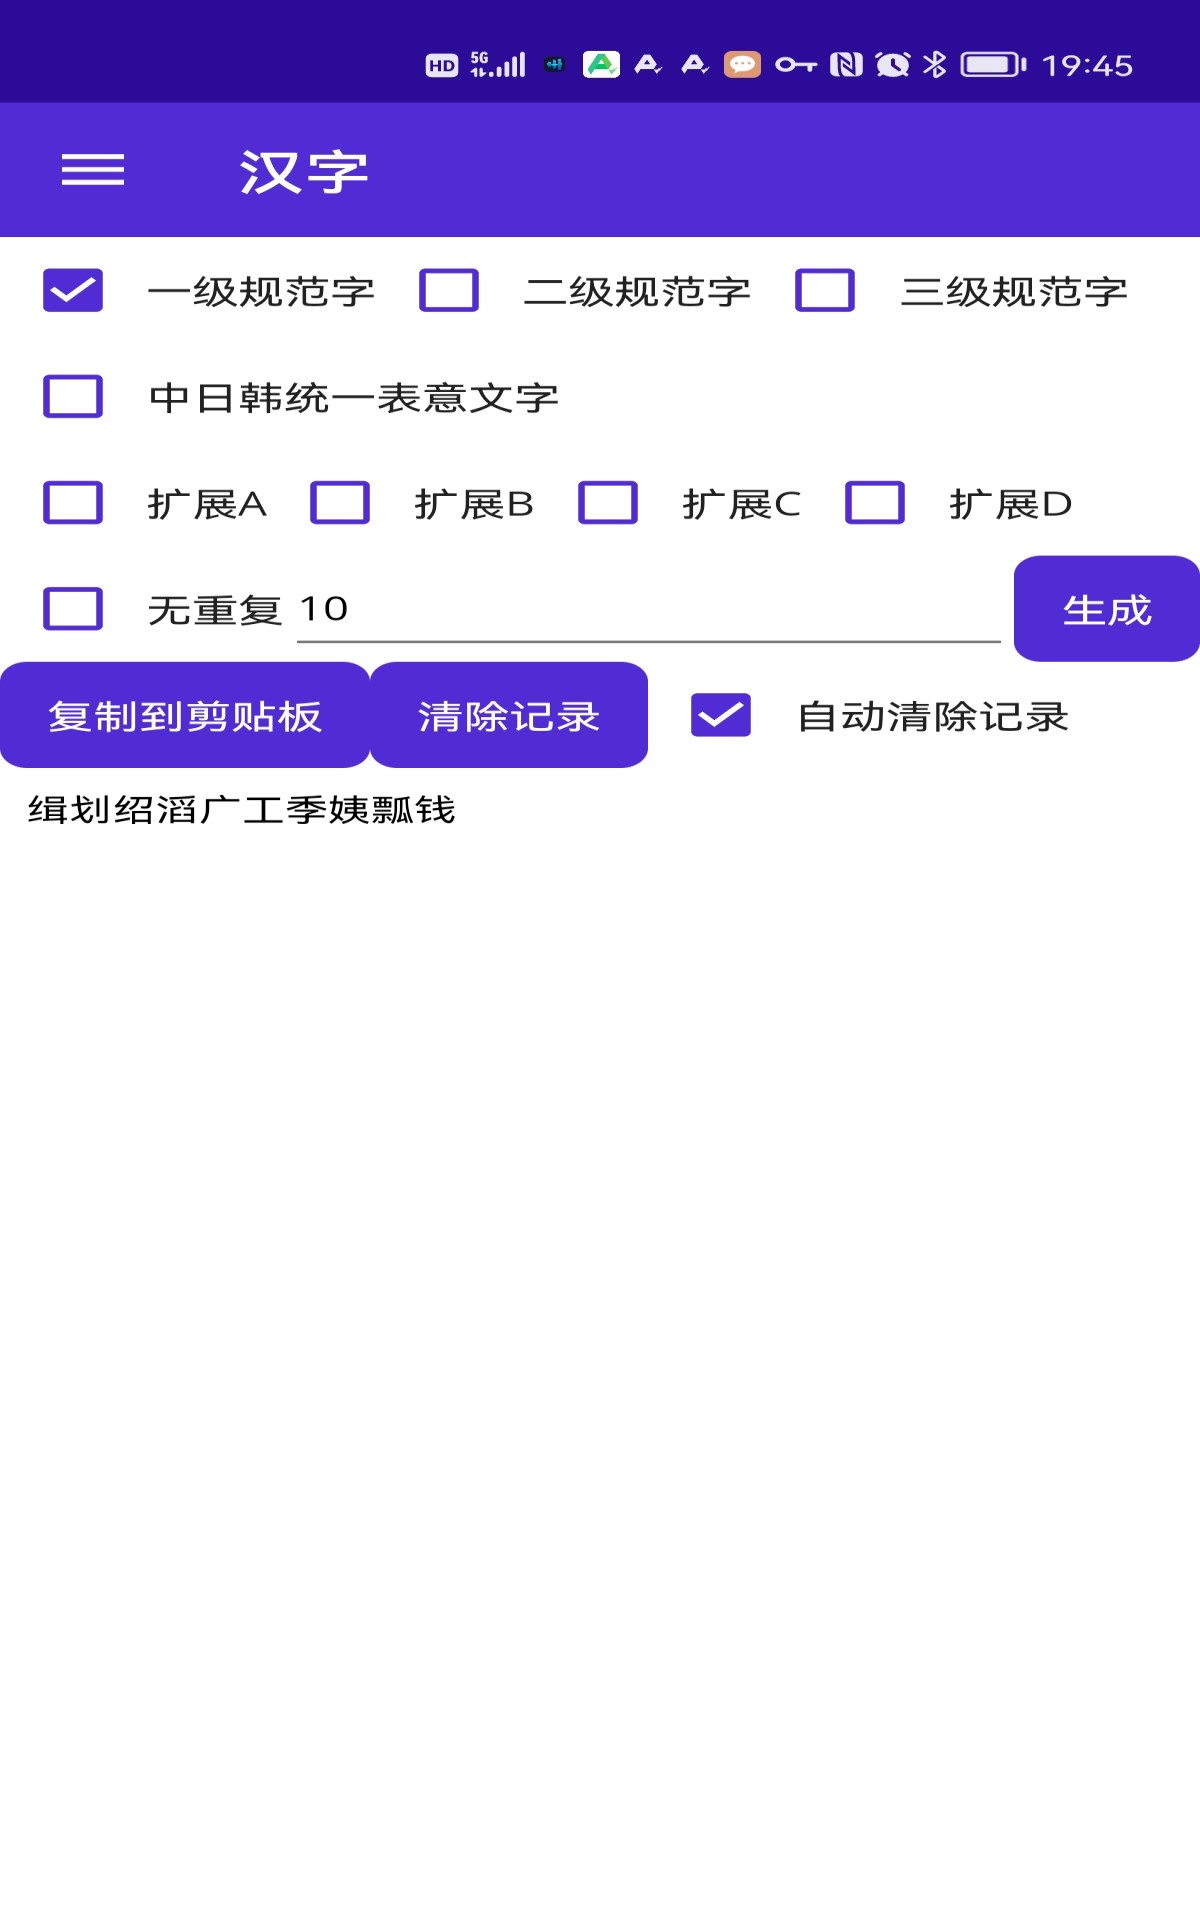 HD 5G 19:45
汉字
一级规范字 二级规范字 三级规范字
中日韩统一表意文字
扩展A 扩展B 扩展C 扩展D
无重复 10 生成
复制到剪贴板 清除记录 自动清除记录
缉划绍滔广工季姨瓢钱